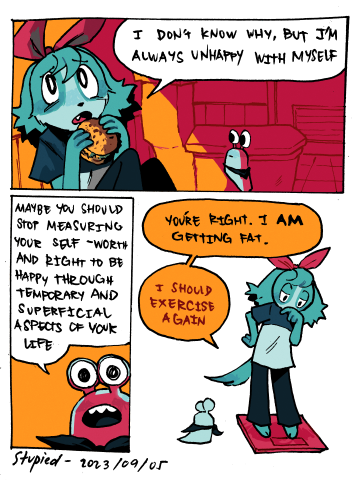 I DON'T KNOW WHY, BUT I'M
ALWAYS UNHAPPY WITH MYSELF
MAYBE YOU SHOULD
STOP MEASURING
YOUR SELF-WORTH
AND RIGHT TO BE
HAPPY THROUGH
TEMPORARY AND
SUPERFICIAL
ASPECTS OF YOUR
LIFE
YOU'RE RIGHT. I AM
GETTING FAT.
I SHOULD
EXERCISE
AGAIN
Stupied - 2023/09/05